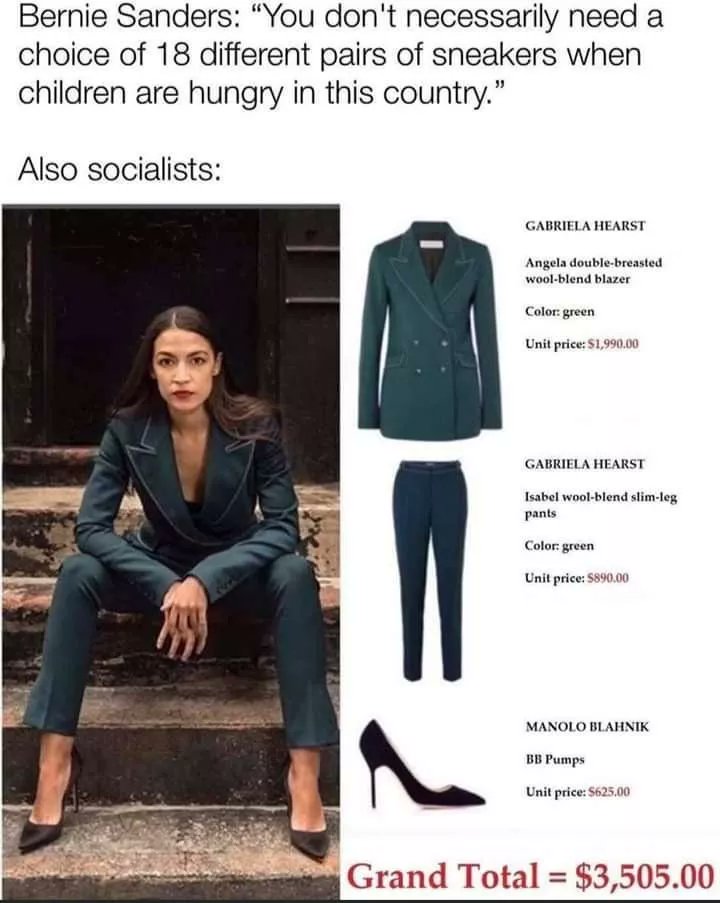 Bernie Sanders: “You don't necessarily need a
choice of 18 different pairs of sneakers when
children are hungry in this country.”
Also socialists:
GABRIELA HEARST
Angela double-breasted
wool-blend blazer
Color: green
Unit price: $1,990.00
GABRIELA HEARST
Isabel wool-blend slim-leg
pants
Color: green
Unit price: $890.00
MANOLO BLAHNIK
BB Pumps
Unit price: $625.00
Grand Total = $3,505.00